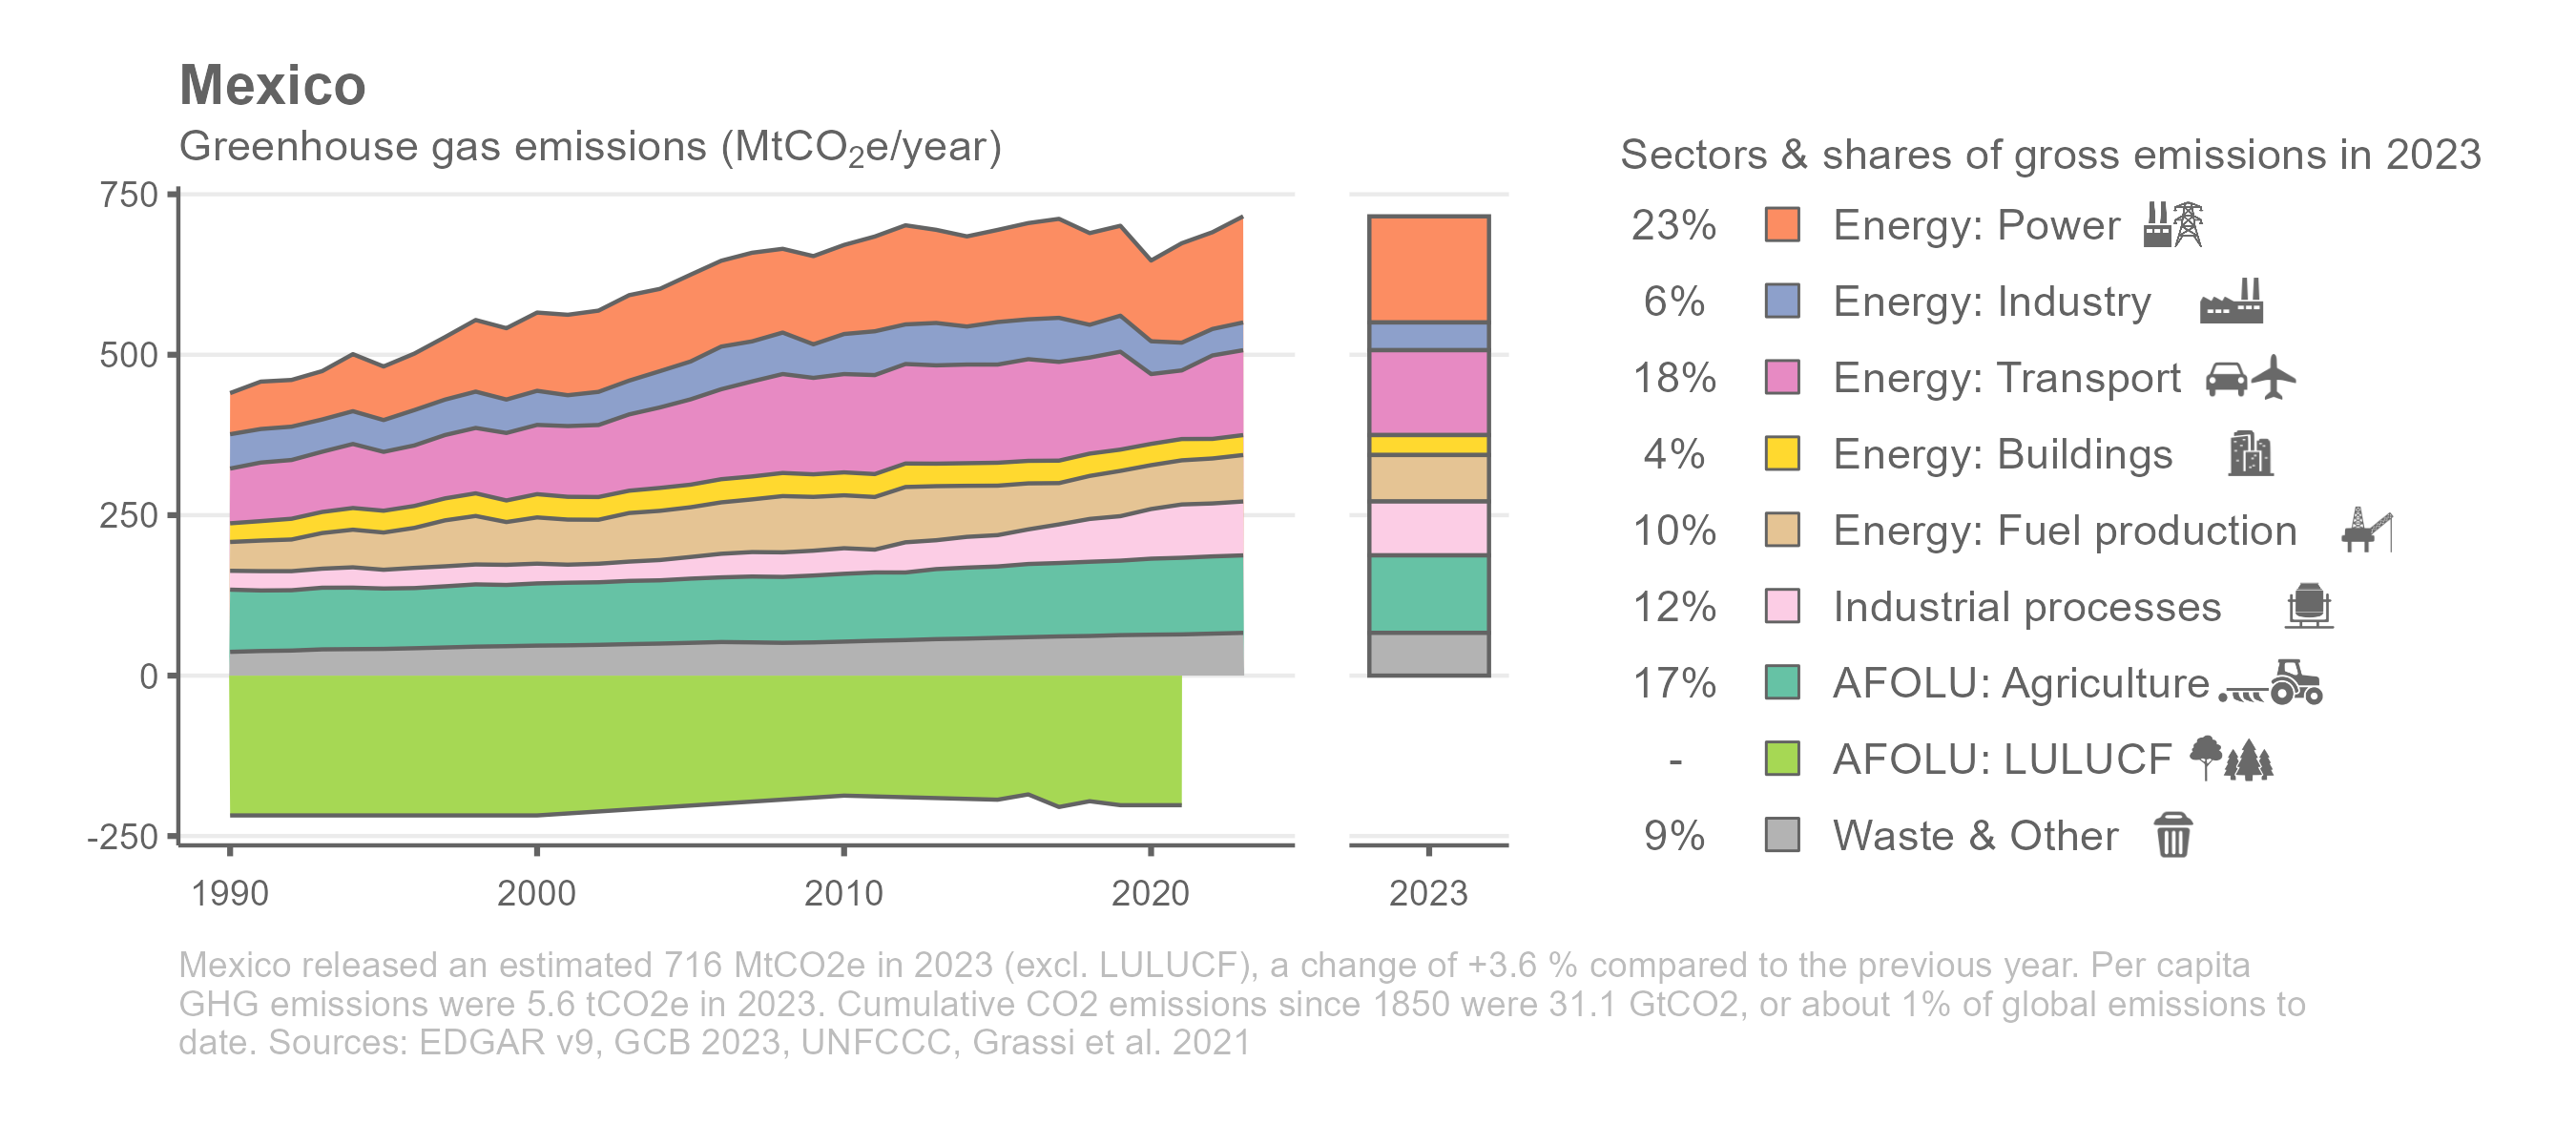 Mexico
Greenhouse gas emissions (MtCO₂e/year)
750
500
250
0
-250
1990
2000
2010
2020
2023
Sectors & shares of gross emissions in 2023
23% Energy: Power
6% Energy: Industry
18% Energy: Transport
4% Energy: Buildings
10% Energy: Fuel production
12% Industrial processes
17% AFOLU: Agriculture
- AFOLU: LULUCF
9% Waste & Other
Mexico released an estimated 716 MtCO2e in 2023 (excl. LULUCF), a change of +3.6 % compared to the previous year. Per capita
GHG emissions were 5.6 tCO2e in 2023. Cumulative CO2 emissions since 1850 were 31.1 GtCO2, or about 1% of global emissions to
date. Sources: EDGAR v9, GCB 2023, UNFCCC, Grassi et al. 2021